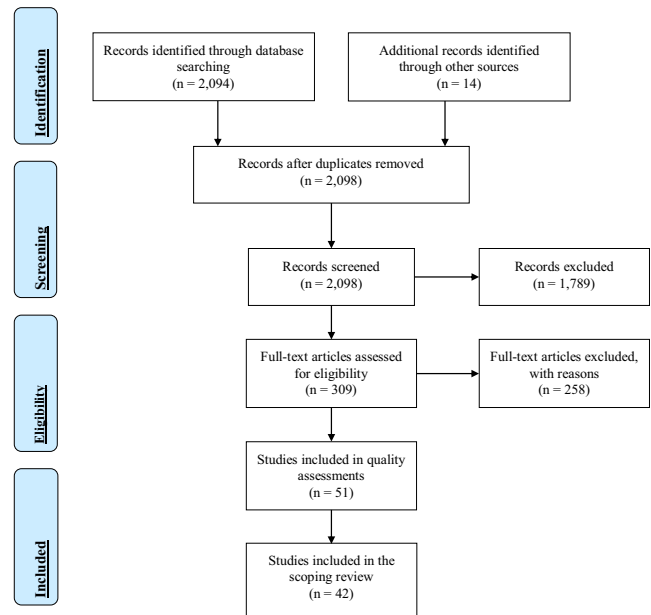 Identification
Records identified through database
searching
(n = 2,094)
Additional records identified
through other sources
(n = 14)
Records after duplicates removed
(n = 2,098)
Screening
Records screened
(n = 2,098)
Records excluded
(n = 1,789)
Eligibility
Full-text articles assessed
for eligibility
(n = 309)
Full-text articles excluded,
with reasons
(n = 258)
Studies included in quality
assessments
(n = 51)
Included
Studies included in the
scoping review
(n = 42)